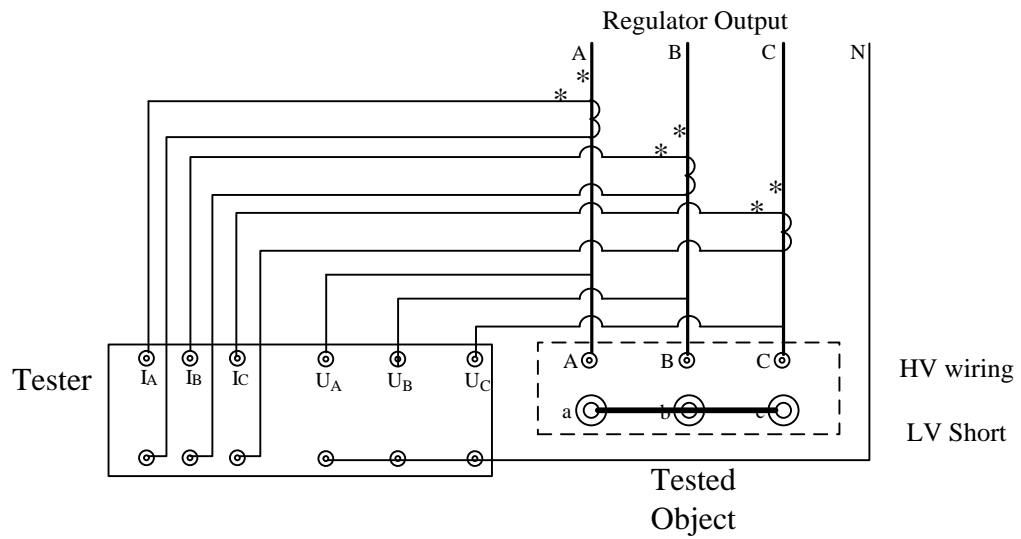 Regulator Output
A B C N
* * * * * *
Tester
IA IB IC UA UB UC
A B C
HV wiring
a b c
LV Short
Tested
Object